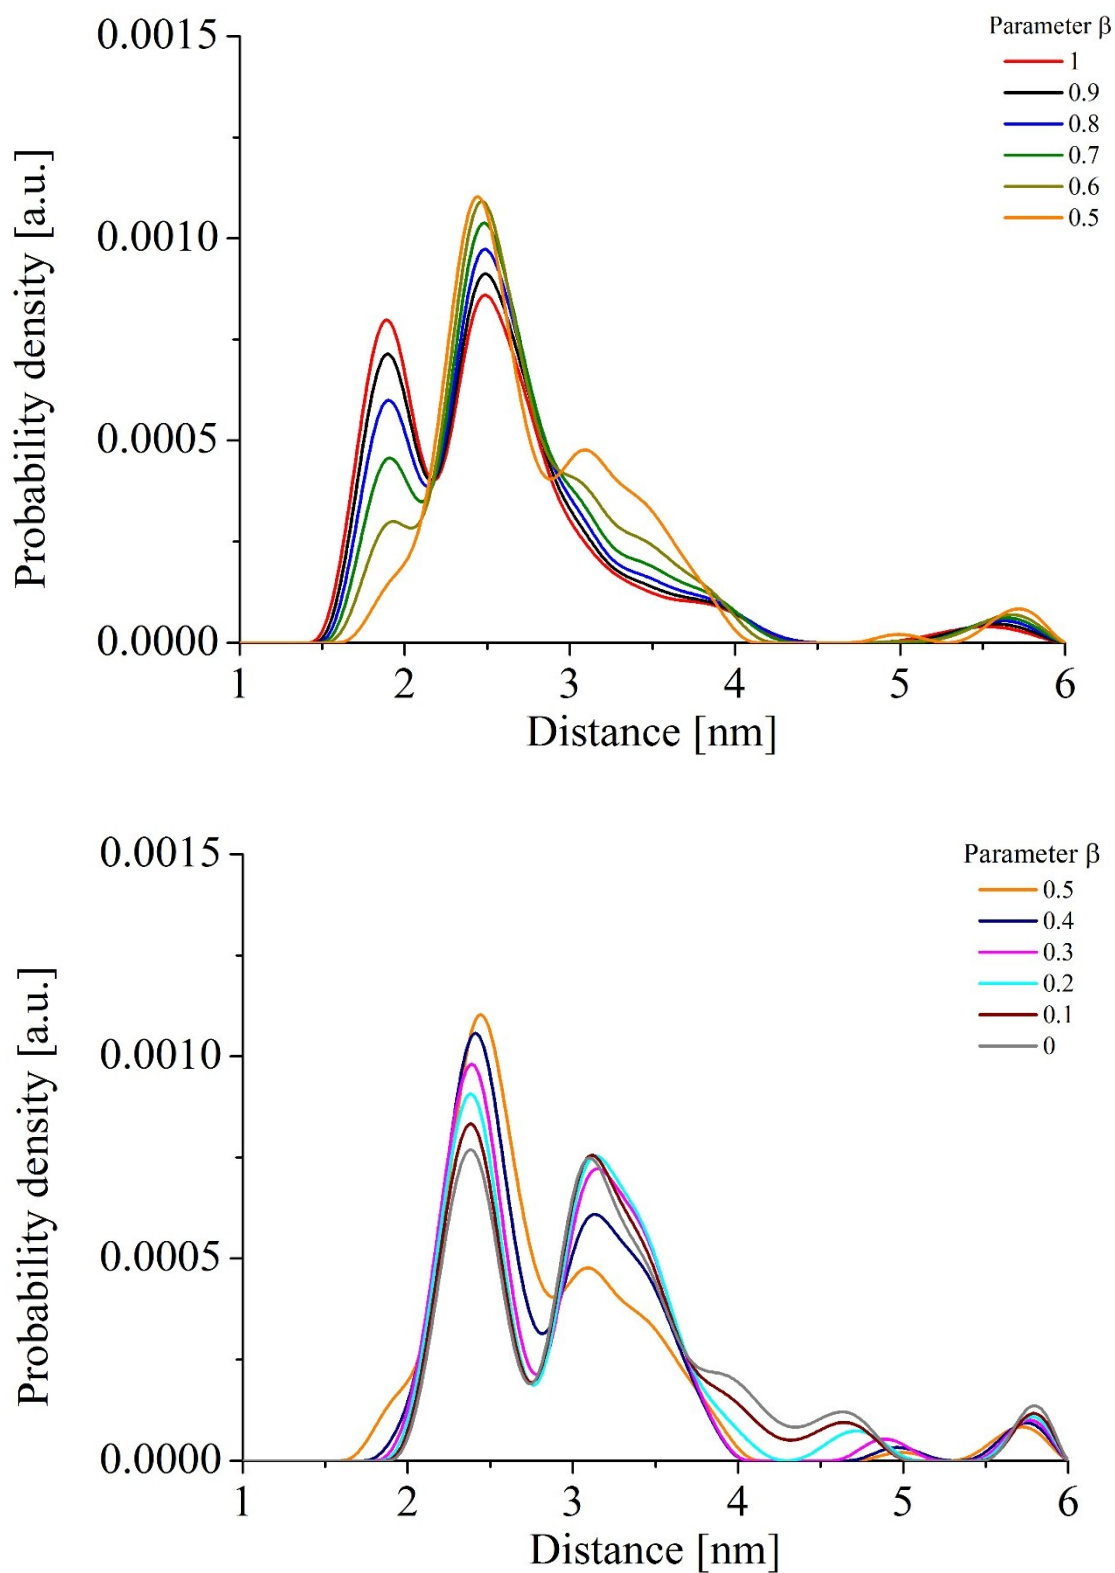 Parameter β
1
0.9
0.8
0.7
0.6
0.5
0.0015
0.0010
0.0005
0.0000
Probability density [a.u.]
1 2 3 4 5 6
Distance [nm]
Parameter β
0.5
0.4
0.3
0.2
0.1
0
0.0015
0.0010
0.0005
0.0000
Probability density [a.u.]
1 2 3 4 5 6
Distance [nm]